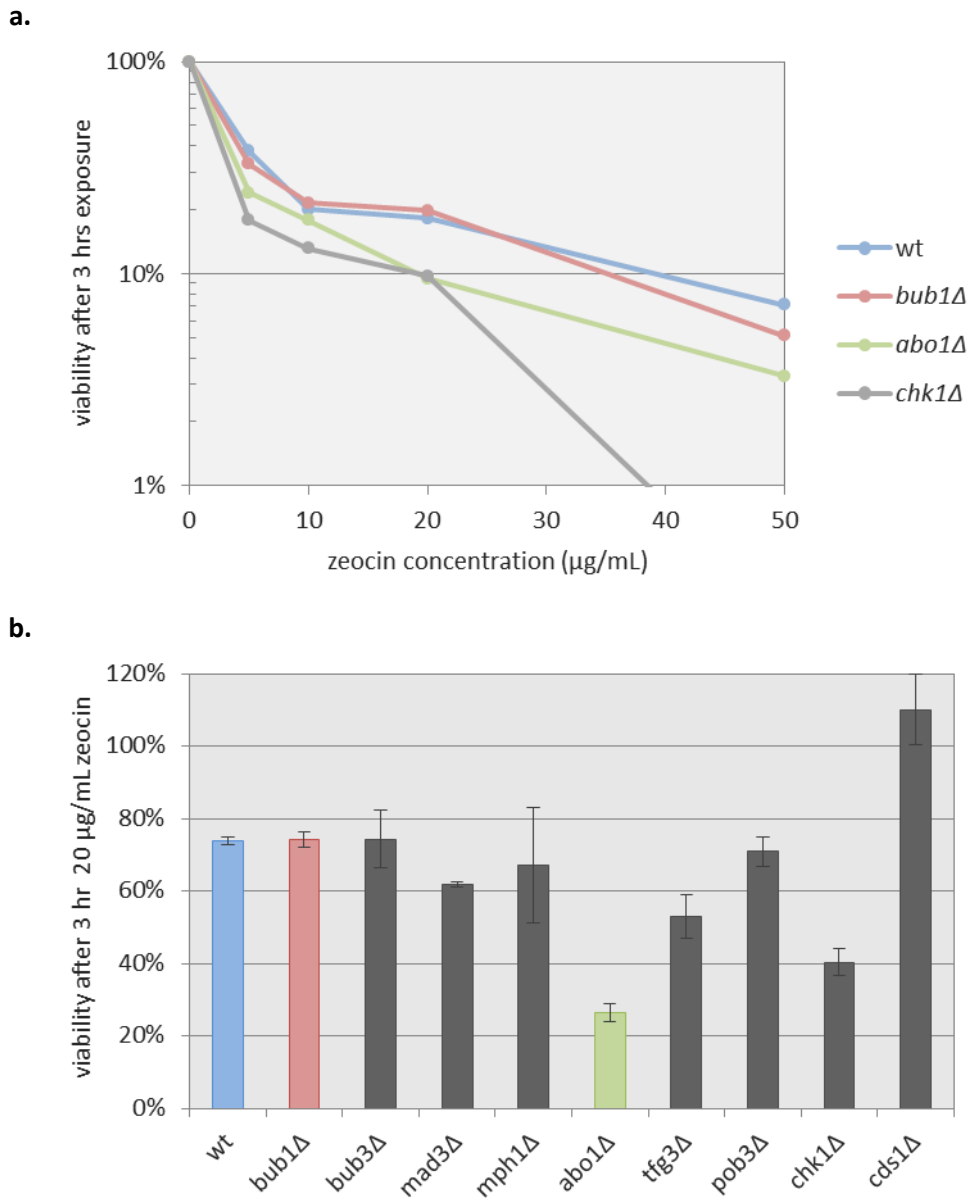 a.
100%
10%
1%
viability after 3 hrs exposure
0 10 20 30 40 50
zeocin concentration (µg/mL)
wt
bub1Δ
abo1Δ
chk1Δ
b.
120%
100%
80%
60%
40%
20%
0%
viability after 3 hr 20 µg/mL zeocin
wt bub1Δ bub3Δ mad3Δ mph1Δ abo1Δ tfg3Δ pob3Δ chk1Δ cds1Δ